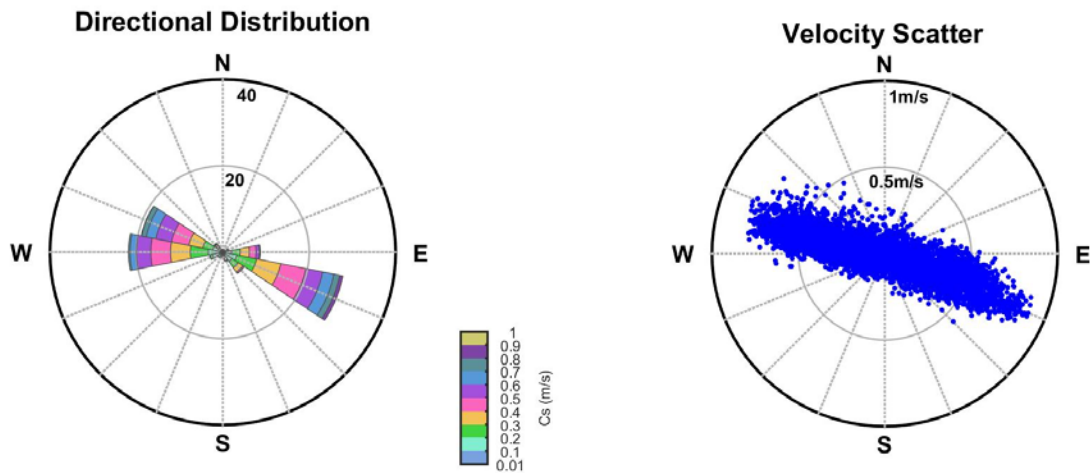 Directional Distribution
N
40
20
W
E
S
1
0.9
0.8
0.7
0.6
0.5
0.4
0.3
0.2
0.1
0.01
Cs (m/s)
Velocity Scatter
N
1m/s
0.5m/s
W
E
S